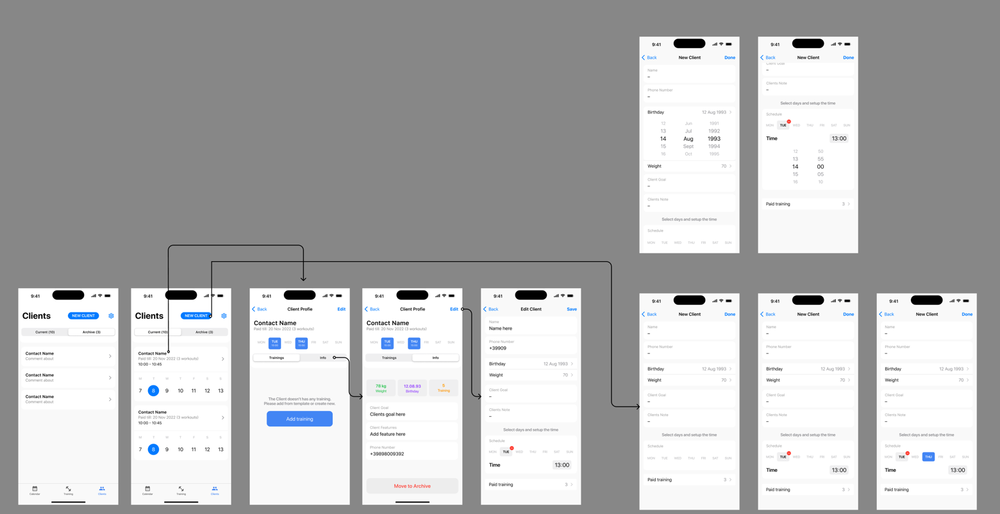 9:41
Back New Client Done
Name
–
Phone Number
–
Birthday 12 Aug 1993
12 Jun 1991
13 Jul 1992
14 Aug 1993
15 Sept 1994
16 Oct 1995
Weight 70
Client Goal
–
Clients Note
–
Select days and setup the time
Schedule
MON TUE WED THU FRI SAT SUN
9:41
Back New Client Done
Client Goal
–
Clients Note
–
Select days and setup the time
Schedule
MON TUE WED THU FRI SAT SUN
Time 13:00
12 50
13 55
14 00
15 05
16 10
Paid training 3
9:41
Clients NEW CLIENT
Current (10) Archive (3)
Contact Name
Comment about
Contact Name
Comment about
Contact Name
Comment about
Calendar Training Clients
9:41
Clients NEW CLIENT
Current (10) Archive (3)
Contact Name
Paid till: 20 Nov 2022 (3 workouts)
10:00 - 10:45
M T W T F S S
7 8 9 10 11 12 13
Contact Name
Paid till: 20 Nov 2022 (3 workouts)
10:00 - 10:45
M T W T F S S
7 8 9 10 11 12 13
Calendar Training Clients
9:41
Back Client Profie Edit
Contact Name
Paid till: 20 Nov 2022 (3 workouts)
MON TUE WED THU FRI SAT SUN
10:00 10:00
Trainings Info
The Client doesn't has any training.
Please add from template or create new.
Add training
9:41
Back Client Profie Edit
Contact Name
Paid till: 20 Nov 2022 (3 workouts)
MON TUE WED THU FRI SAT SUN
10:00 10:00
Trainings Info
78 kg 12.08.93 5
Weight Birthday Training
Client Goal
Clients goal here
Client Featurres
Add feature here
Phone Number
+39898009392
Move to Archive
9:41
Back Edit Client Save
Name
Name here
Phone Number
+39909
Birthday 12 Aug 1993
Weight 70
Client Goal
–
Clients Note
–
Select days and setup the time
Schedule
MON TUE WED THU FRI SAT SUN
Time 13:00
Paid training 3
9:41
Back New Client Done
Name
–
Phone Number
–
Birthday 12 Aug 1993
Weight 70
Client Goal
–
Clients Note
–
Select days and setup the time
Schedule
MON TUE WED THU FRI SAT SUN
Paid training 3
9:41
Back New Client Done
Name
–
Phone Number
–
Birthday 12 Aug 1993
Weight 70
Client Goal
–
Clients Note
–
Select days and setup the time
Schedule
MON TUE WED THU FRI SAT SUN
Time 13:00
Paid training 3
9:41
Back New Client Done
Name
–
Phone Number
–
Birthday 12 Aug 1993
Weight 70
Client Goal
–
Clients Note
–
Select days and setup the time
Schedule
MON TUE WED THU FRI SAT SUN
Time 13:00
Paid training 3